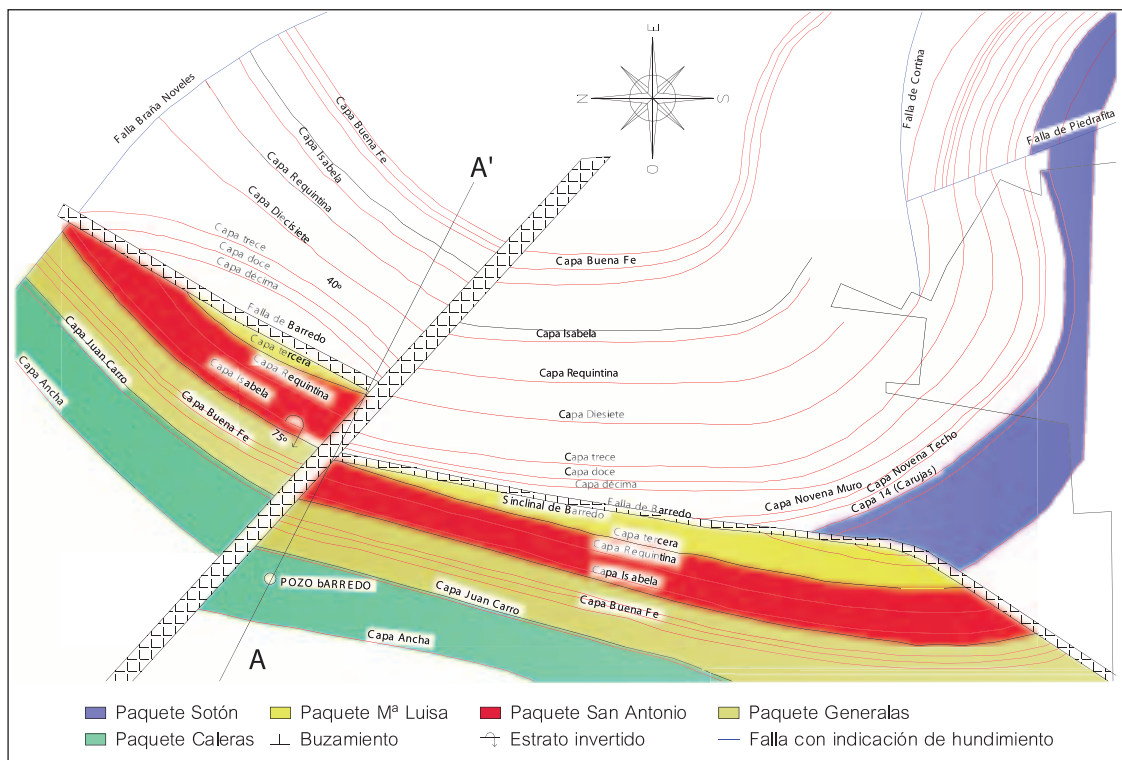 E
N
S
O
Falla Braña Noveles
Capa Buena Fe
Capa Isabela
Capa Requintina
Capa Diecisiete
40º
Capa trece
Capa doce
Capa décima
Falla de Barredo
Capa tercera
Capa Requintina
Capa Isabela
Capa Juan Carro
Capa Buena Fe
Capa Ancha
75º
A'
Falla de Cortina
Falla de Piedrafita
Capa Buena Fe
Capa Isabela
Capa Requintina
Capa Diesiete
Capa trece
Capa doce
Capa décima
Capa Novena Techo
Capa Novena Muro
Capa 14 (Carujas)
Falla de Barredo
Sinclinal de Barredo
Capa tercera
Capa Requintina
Capa Isabela
Capa Buena Fe
Capa Juan Carro
POZO bARREDO
Capa Ancha
A
Paquete Sotón
Paquete Mª Luisa
Paquete San Antonio
Paquete Generalas
Paquete Caleras
Buzamiento
Estrato invertido
Falla con indicación de hundimiento